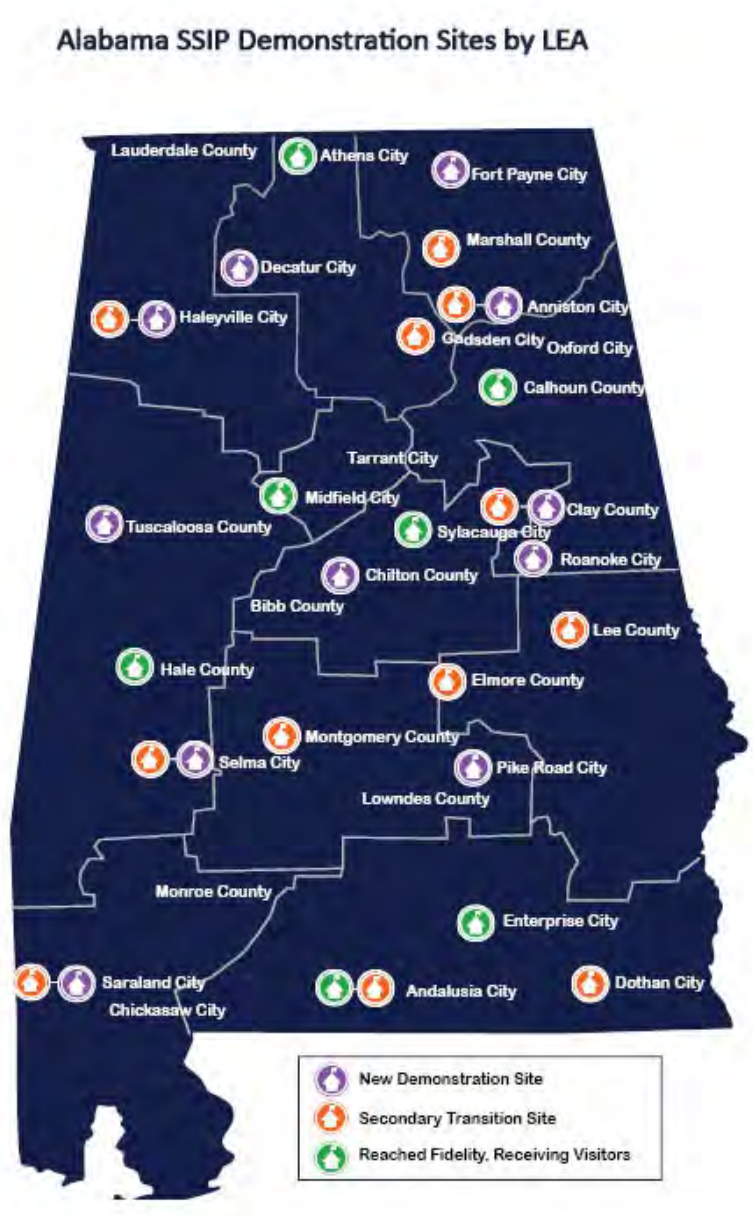 Alabama SSIP Demonstration Sites by LEA
Lauderdale County
Athens City
Fort Payne City
Marshall County
Decatur City
Anniston City
Haleyville City
Gadsden City
Oxford City
Calhoun County
Tarrant City
Midfield City
Clay County
Tuscaloosa County
Sylacauga City
Roanoke City
Chilton County
Bibb County
Lee County
Hale County
Elmore County
Montgomery County
Selma City
Pike Road City
Lowndes County
Monroe County
Enterprise City
Saraland City
Andalusia City
Dothan City
Chickasaw City
New Demonstration Site
Secondary Transition Site
Reached Fidelity, Receiving Visitors